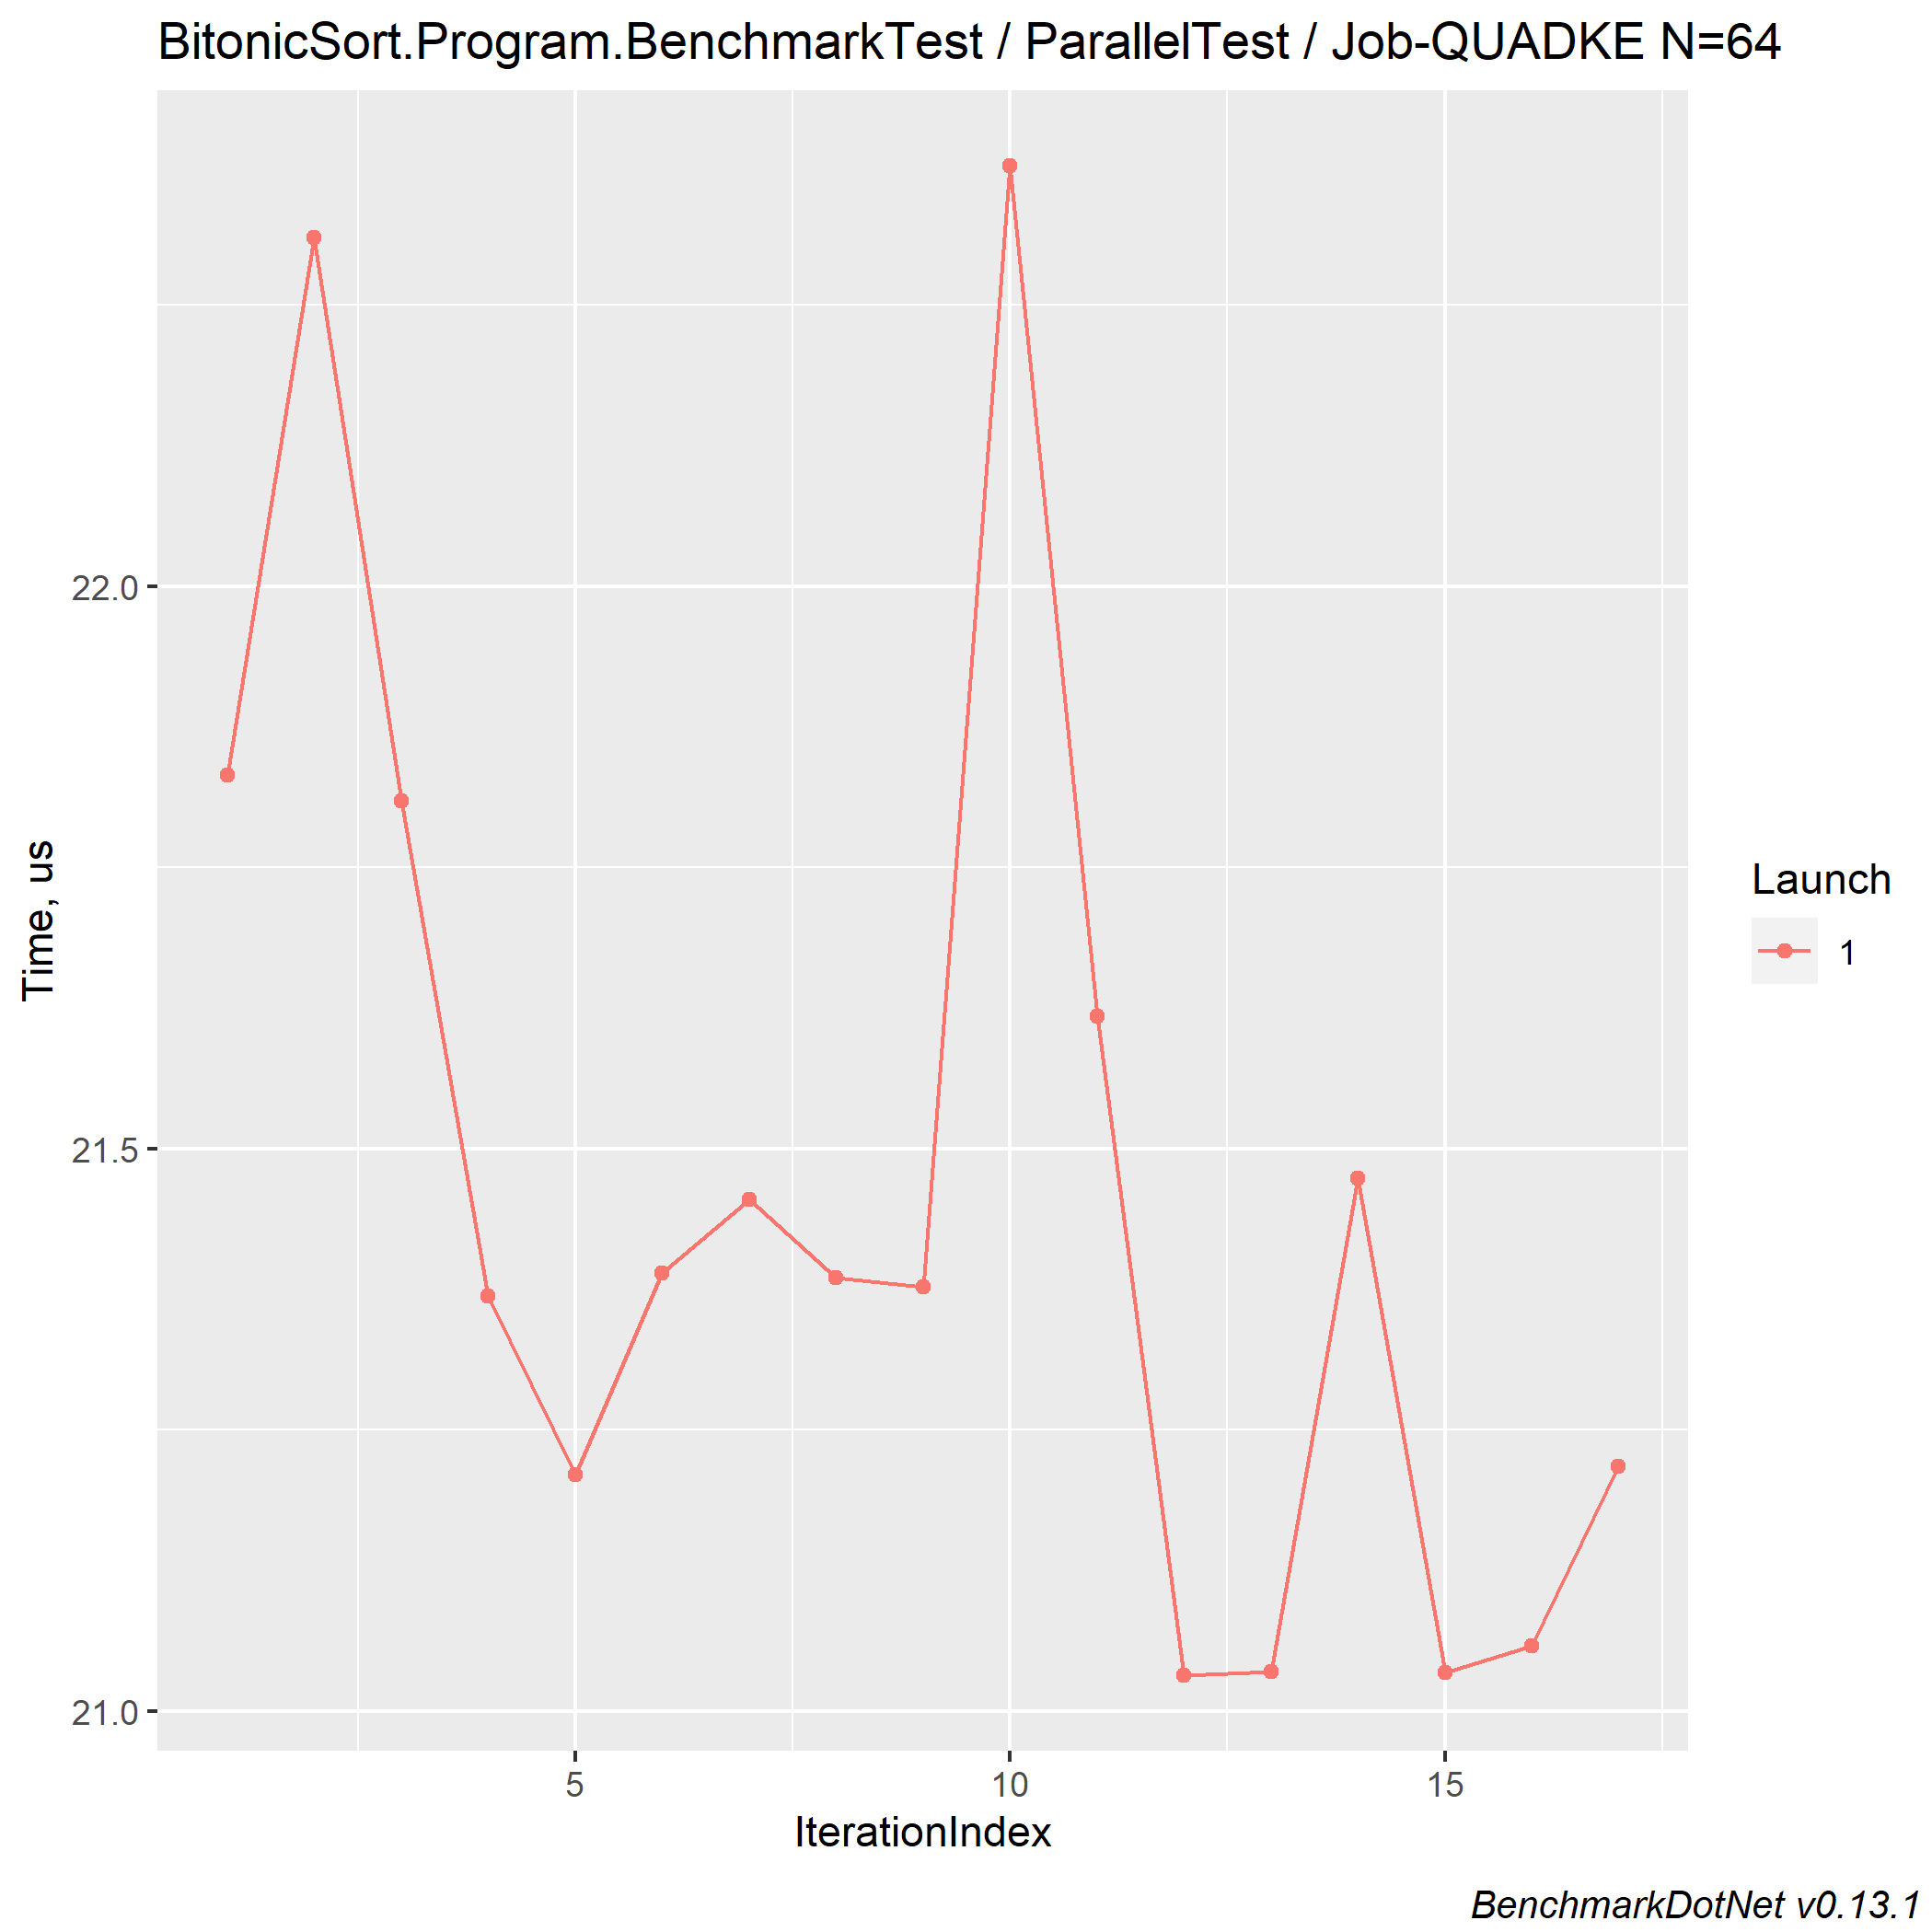 BitonicSort.Program.BenchmarkTest / ParallelTest / Job-QUADKE N=64
Time, us
22.0
21.5
21.0
5
10
15
IterationIndex
Launch
1
BenchmarkDotNet v0.13.1